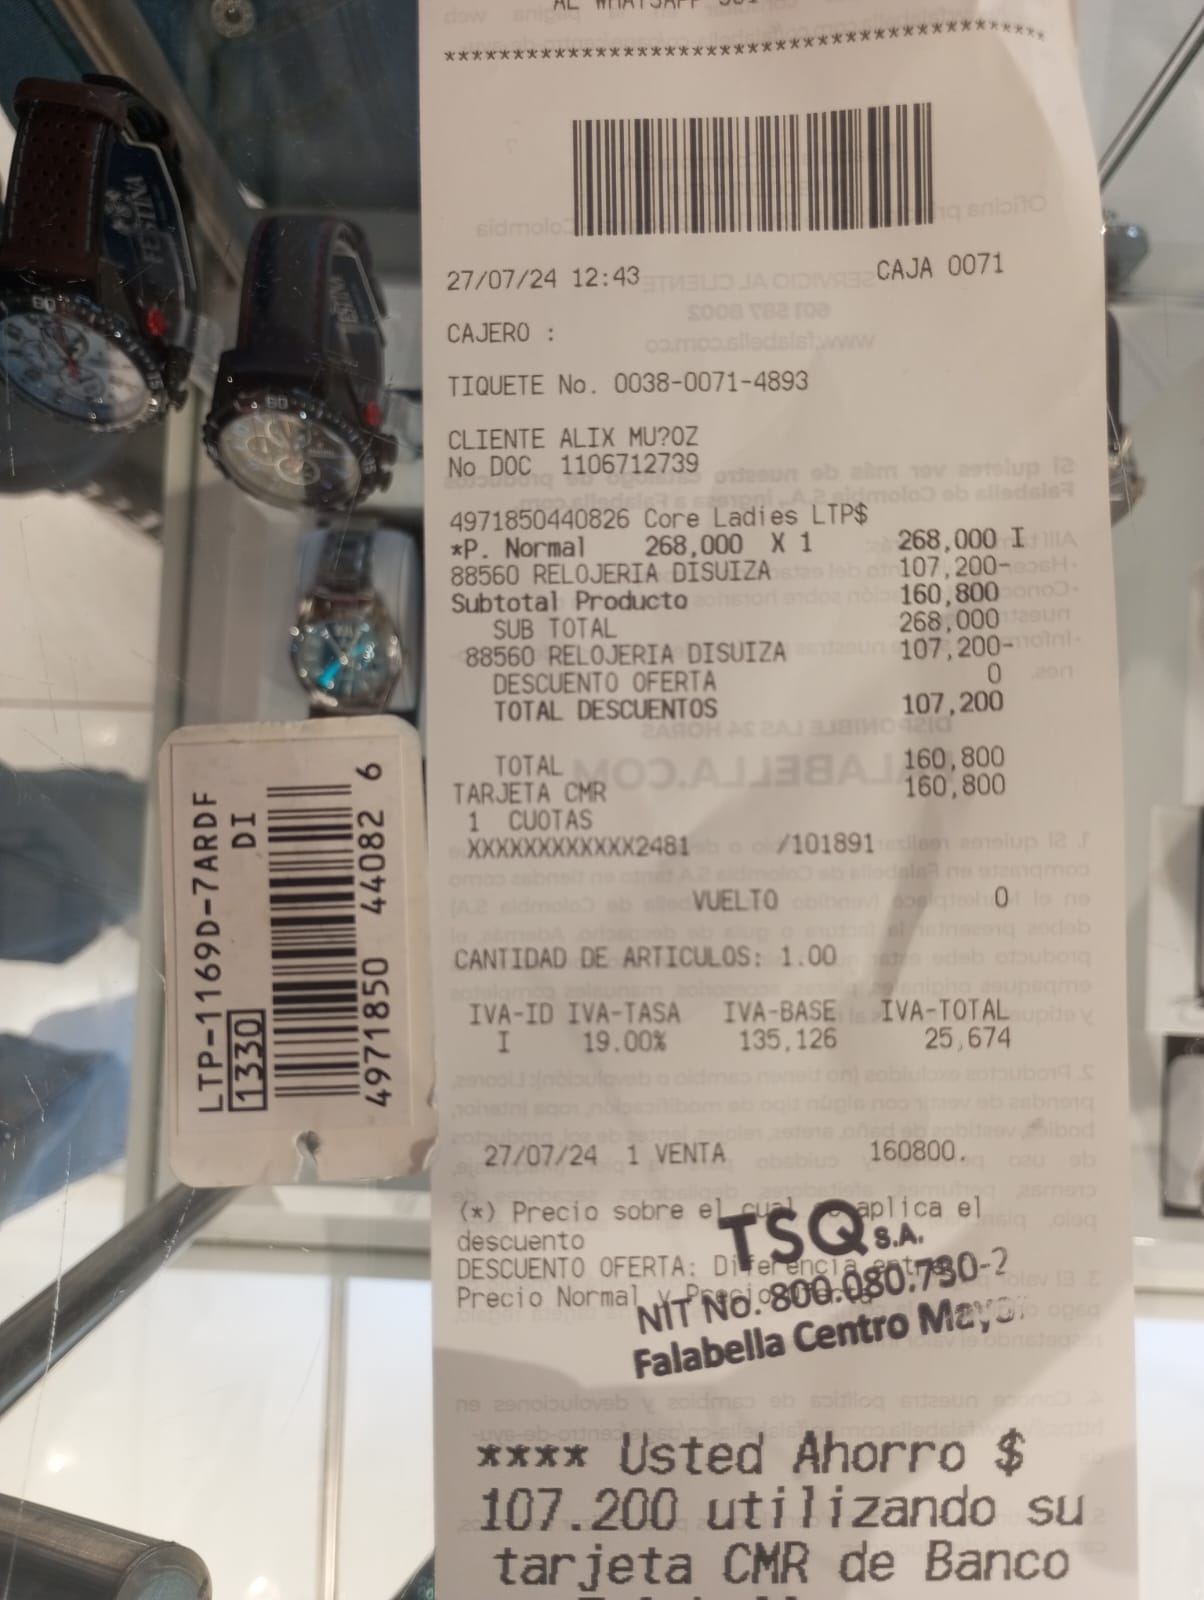 AL WHATSAPP
********************************************
27/07/24 12:43 CAJA 0071
CAJERO :
TIQUETE No. 0038-0071-4893
CLIENTE ALIX MU?OZ
No DOC 1106712739
4971850440826 Core Ladies LTP$
*P. Normal 268,000 X 1 268,000 I
88560 RELOJERIA DISUIZA 107,200-
Subtotal Producto 160,800
SUB TOTAL 268,000
88560 RELOJERIA DISUIZA 107,200-
DESCUENTO OFERTA 0
TOTAL DESCUENTOS 107,200
TOTAL 160,800
TARJETA CMR 160,800
1 CUOTAS
XXXXXXXXXXXX2481 /101891
VUELTO 0
CANTIDAD DE ARTICULOS: 1.00
IVA-ID IVA-TASA IVA-BASE IVA-TOTAL
I 19.00% 135,126 25,674
27/07/24 1 VENTA 160800.
(*) Precio sobre el cual aplica el
descuento
DESCUENTO OFERTA: Diferencia entre
Precio Normal y Precio
TSQ S.A.
NIT No. 800.080.780-2
Falabella Centro Mayor
**** Usted Ahorro $
107.200 utilizando su
tarjeta CMR de Banco
LTP-1169D-7ARDF
1330 DI
4971850 44082 6
FESTINA